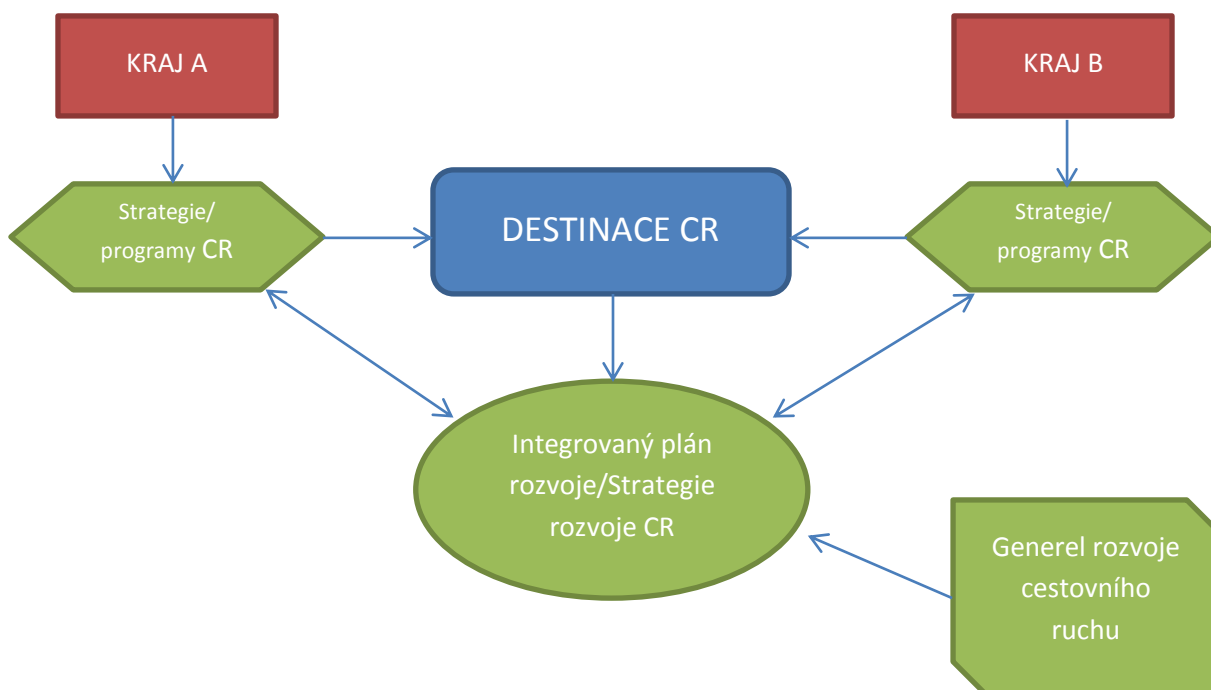 KRAJ A
KRAJ B
Strategie/
programy CR
DESTINACE CR
Strategie/
programy CR
Integrovaný plán
rozvoje/Strategie
rozvoje CR
Generel rozvoje
cestovního
ruchu